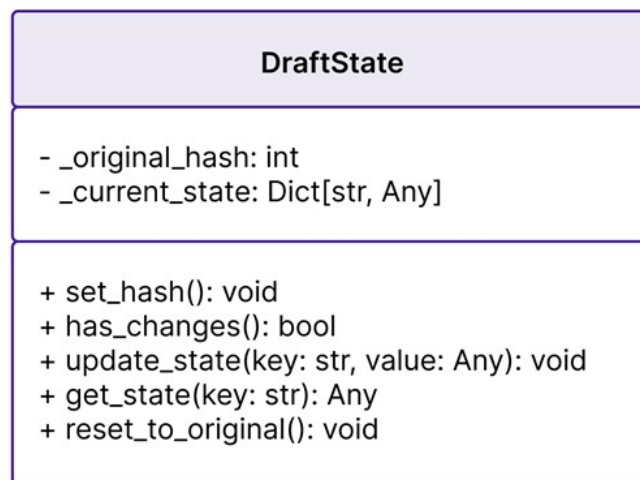 DraftState
- _original_hash: int
- _current_state: Dict[str, Any]
+ set_hash(): void
+ has_changes(): bool
+ update_state(key: str, value: Any): void
+ get_state(key: str): Any
+ reset_to_original(): void